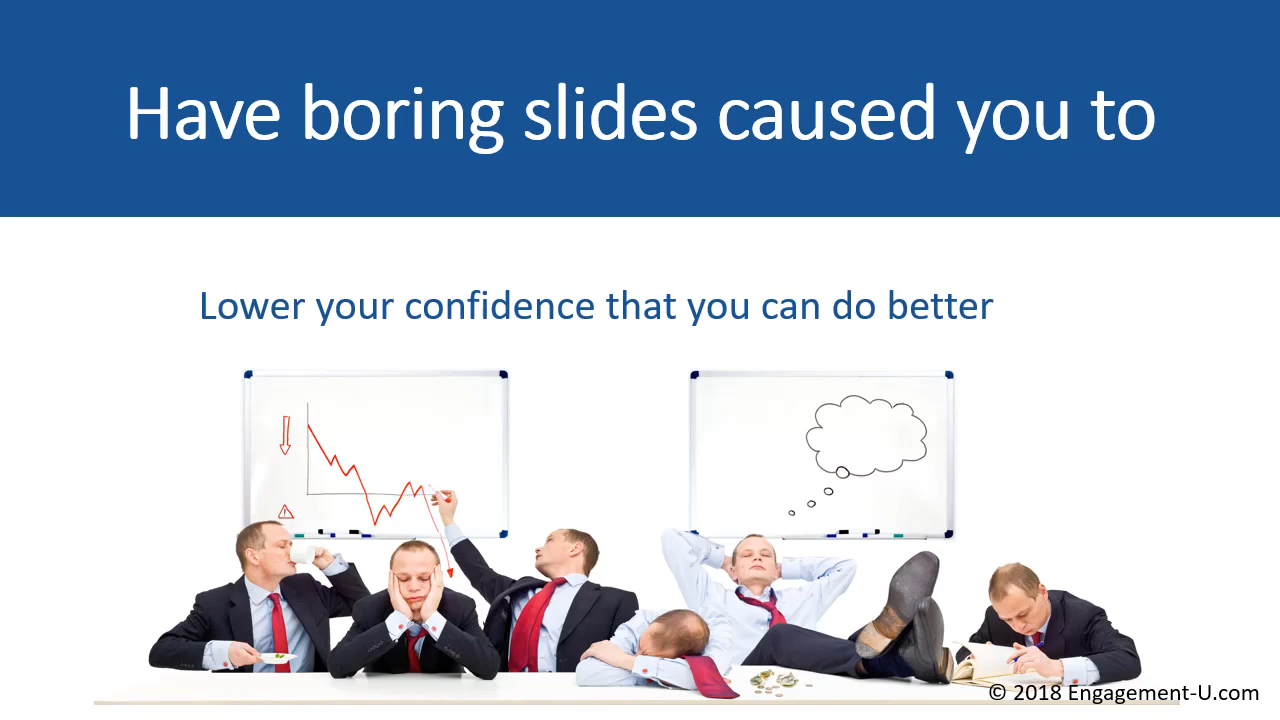 Have boring slides caused you to
Lower your confidence that you can do better
© 2018 Engagement-U.com